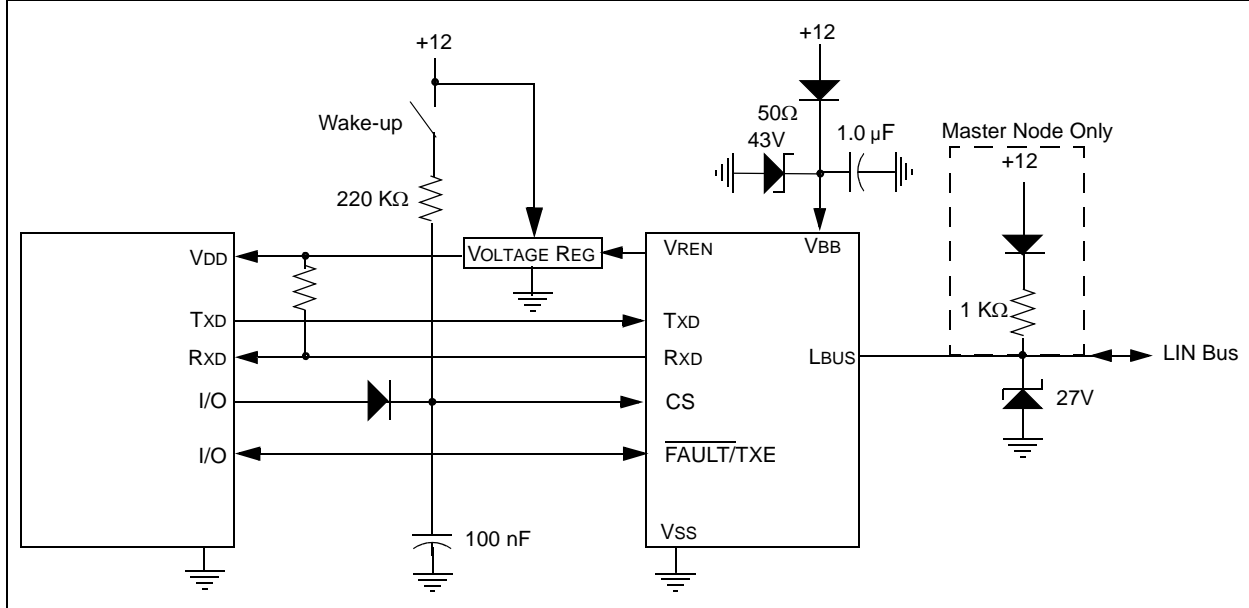 +12
+12
Wake-up
50Ω
43V
1.0 µF
Master Node Only
+12
220 KΩ
VDD
VOLTAGE REG
VREN
VBB
1 KΩ
TXD
TXD
RXD
RXD
LBUS
LIN Bus
I/O
CS
27V
I/O
FAULT/TXE
100 nF
VSS